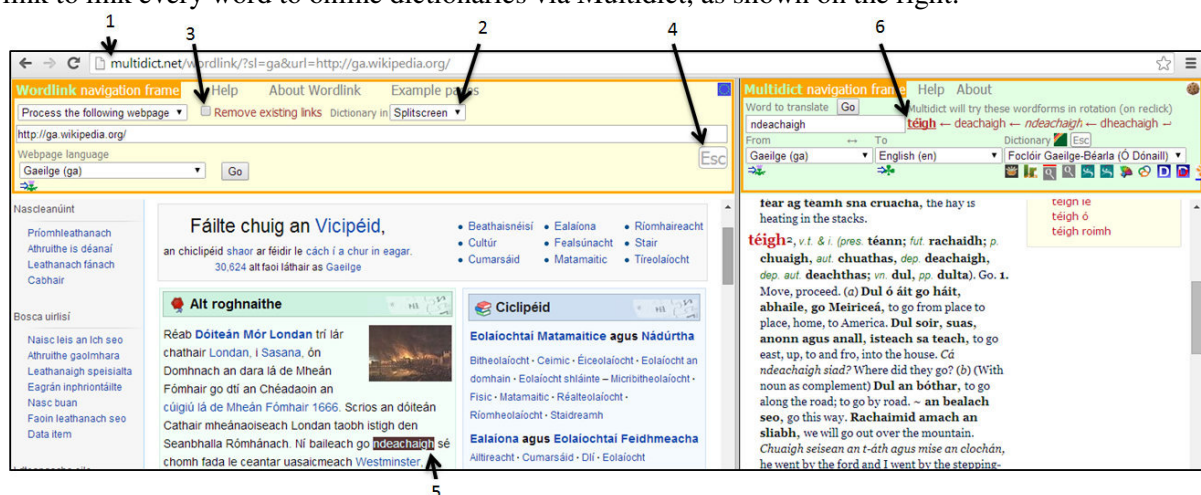 link to link every word to online dictionaries via Multidict, as shown on the right.
1
2
3
4
6
multidict.net/wordlink/?sl=ga&url=http://ga.wikipedia.org/
Wordlink navigation frame Help About Wordlink Example pages
Process the following webpage Remove existing links Dictionary in Splitscreen
http://ga.wikipedia.org/
Webpage language
Esc
Gaeilge (ga) Go
Nascleanúint
Príomhleathanach
Athruithe is déanaí
Leathanach fánach
Cabhair
Bosca uirlisí
Naisc leis an lch seo
Athruithe gaolmhara
Leathanaigh speisialta
Eagrán inphriontáilte
Nasc buan
Faoin leathanach seo
Data item
Fáilte chuig an Vicipéid,
an chiclipéid shaor ar féidir le cách í a chur in eagar.
30,624 alt faoi láthair as Gaeilge
• Beathaisnéisí • Ealaíona • Ríomhaireacht
• Cultúr • Fealsúnacht • Stair
• Cumarsáid • Matamaitic • Tíreolaíocht
Alt roghnaithe
Réab Dóiteán Mór Londan trí lár
chathair Londan, i Sasana, ón
Domhnach an dara lá de Mheán
Fómhair go dtí an Chéadaoin an
cúigiú lá de Mheán Fómhair 1666. Scrios an dóiteán
Cathair mheánaoiseach Londan taobh istigh den
Seanbhalla Rómhánach. Ní baileach go ndeachaigh sé
chomh fada le ceantar uasaicmeach Westminster,
5
Ciclipéid
Eolaíochtaí Matamaitice agus Nádúrtha
Bitheolaíocht · Ceimic · Éiceolaíocht · Eolaíocht an
domhain · Eolaíocht shláinte – Micribitheolaíocht ·
Fisic · Matamaitic · Réalteolaíocht ·
Ríomheolaíocht · Staidreamh
Ealaíona agus Eolaíochtaí Feidhmeacha
Ailtireacht · Cumarsáid · Dlí · Eolaíocht
Multidict navigation frame Help About
Word to translate Go Multidict will try these wordforms in rotation (on reclick)
ndeachaigh téigh ← deachaigh ← ndeachaigh ← dheachaigh
From ↔ To Dictionary Esc
Gaeilge (ga) English (en) Foclóir Gaeilge-Béarla (Ó Dónaill)
fear ag téamh sna cruacha, the hay is
heating in the stacks.
téigh², v.t. & i. (pres. téann; fut. rachaidh; p.
chuaigh, aut. chuathas, dep. deachaigh,
dep. aut. deachthas; vn. dul, pp. dulta). Go. 1.
Move, proceed. (a) Dul ó áit go háit,
abhaile, go Meiriceá, to go from place to
place, home, to America. Dul soir, suas,
anonn agus anall, isteach sa teach, to go
east, up, to and fro, into the house. Cá
ndeachaigh siad? Where did they go? (b) (With
noun as complement) Dul an bóthar, to go
along the road; to go by road. ~ an bealach
seo, go this way. Rachaimid amach an
sliabh, we will go out over the mountain.
Chuaigh seisean an t-áth agus mise an clochán,
he went by the ford and I went by the stepping-
téigh le
téigh ó
téigh roimh